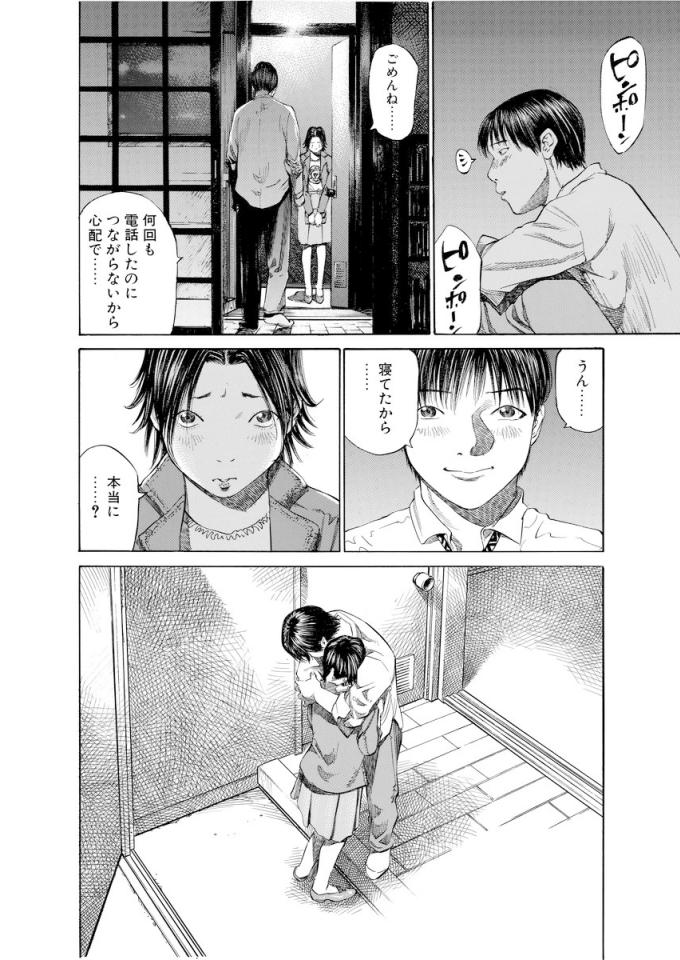 ピンポーン
シ…
ピンポーン
ごめんね……
何回も
電話したのに
つながらないから
心配で……
うん……
寝てたから
……
本当に
……?